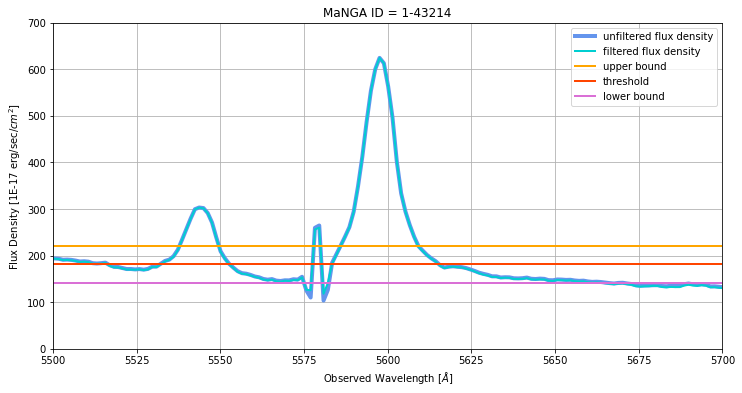 MaNGA ID = 1-43214
unfiltered flux density
filtered flux density
upper bound
threshold
lower bound
Flux Density [1E-17 erg/sec/cm²]
700
600
500
400
300
200
100
0
5500 5525 5550 5575 5600 5625 5650 5675 5700
Observed Wavelength [Å]